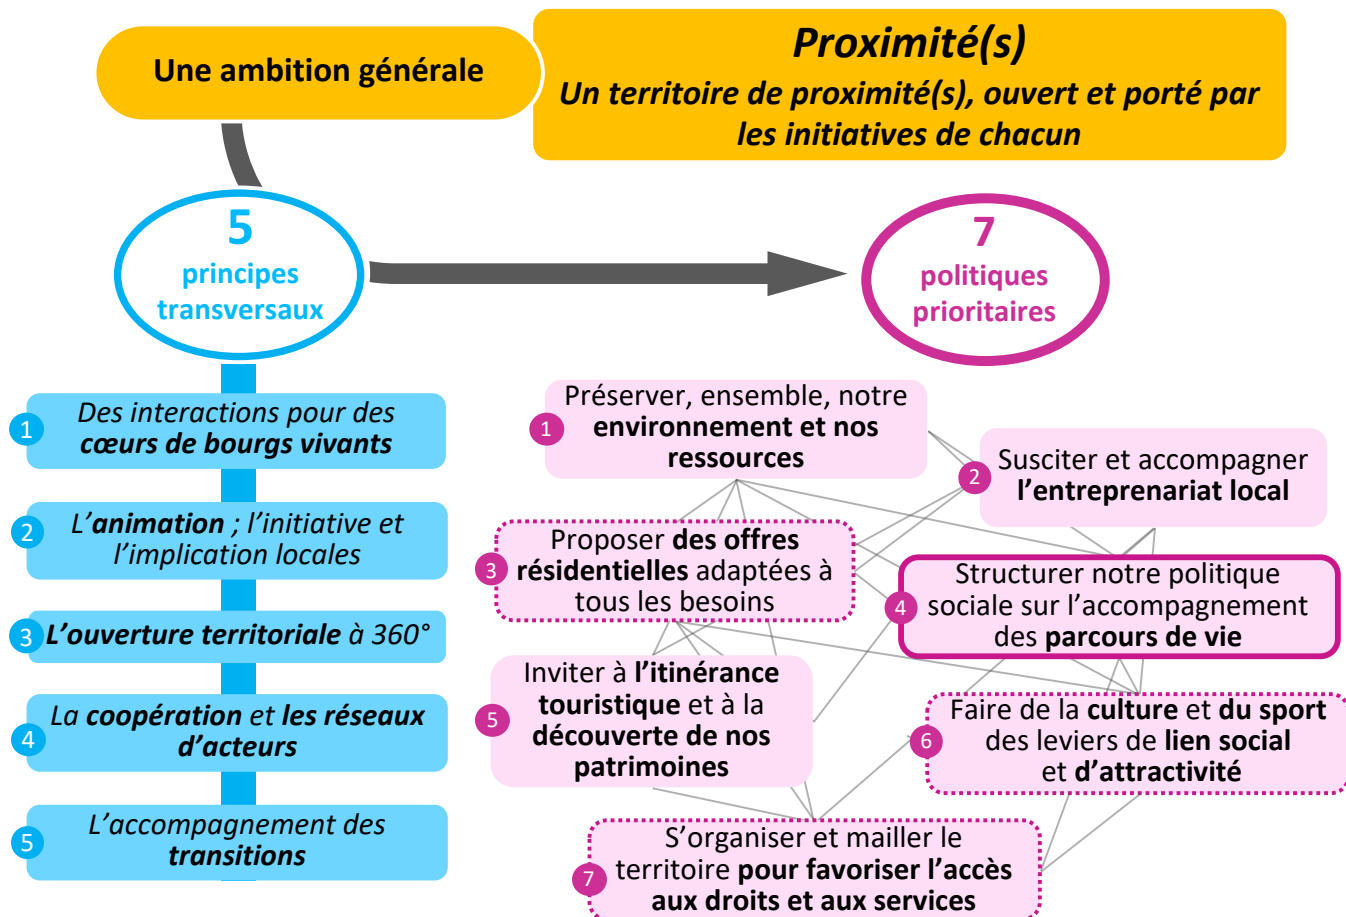 Une ambition générale
Proximité(s)
Un territoire de proximité(s), ouvert et porté par
les initiatives de chacun
5
principes
transversaux
7
politiques
prioritaires
1
Des interactions pour des
cœurs de bourgs vivants
2
L’animation ; l’initiative et
l’implication locales
3
L’ouverture territoriale à 360°
4
La coopération et les réseaux
d’acteurs
5
L’accompagnement des
transitions
1
Préserver, ensemble, notre
environnement et nos
ressources
2
Susciter et accompagner
l’entreprenariat local
3
Proposer des offres
résidentielles adaptées à
tous les besoins
4
Structurer notre politique
sociale sur l’accompagnement
des parcours de vie
5
Inviter à l’itinérance
touristique et à la
découverte de nos
patrimoines
6
Faire de la culture et du sport
des leviers de lien social
et d’attractivité
7
S’organiser et mailler le
territoire pour favoriser l’accès
aux droits et aux services